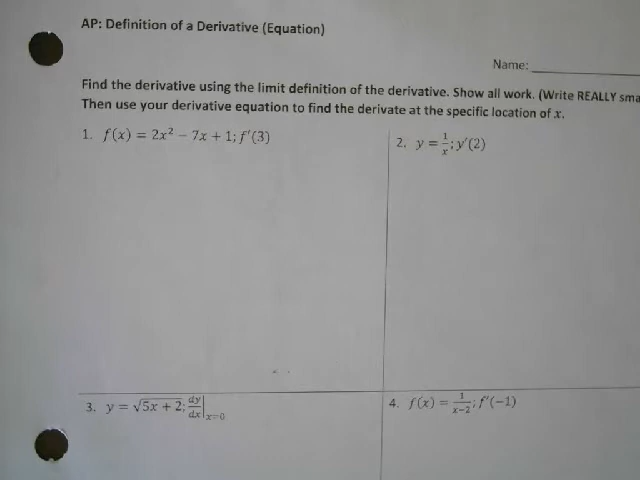 AP: Definition of a Derivative (Equation)
Name:
Find the derivative using the limit definition of the derivative. Show all work. (Write REALLY sma
Then use your derivative equation to find the derivate at the specific location of x.
1. f(x) = 2x² − 7x + 1; f′(3)
2. y = 1/x; y′(2)
3. y = √5x + 2; dy/dx|x=0
4. f(x) = 1/x−2; f′(−1)